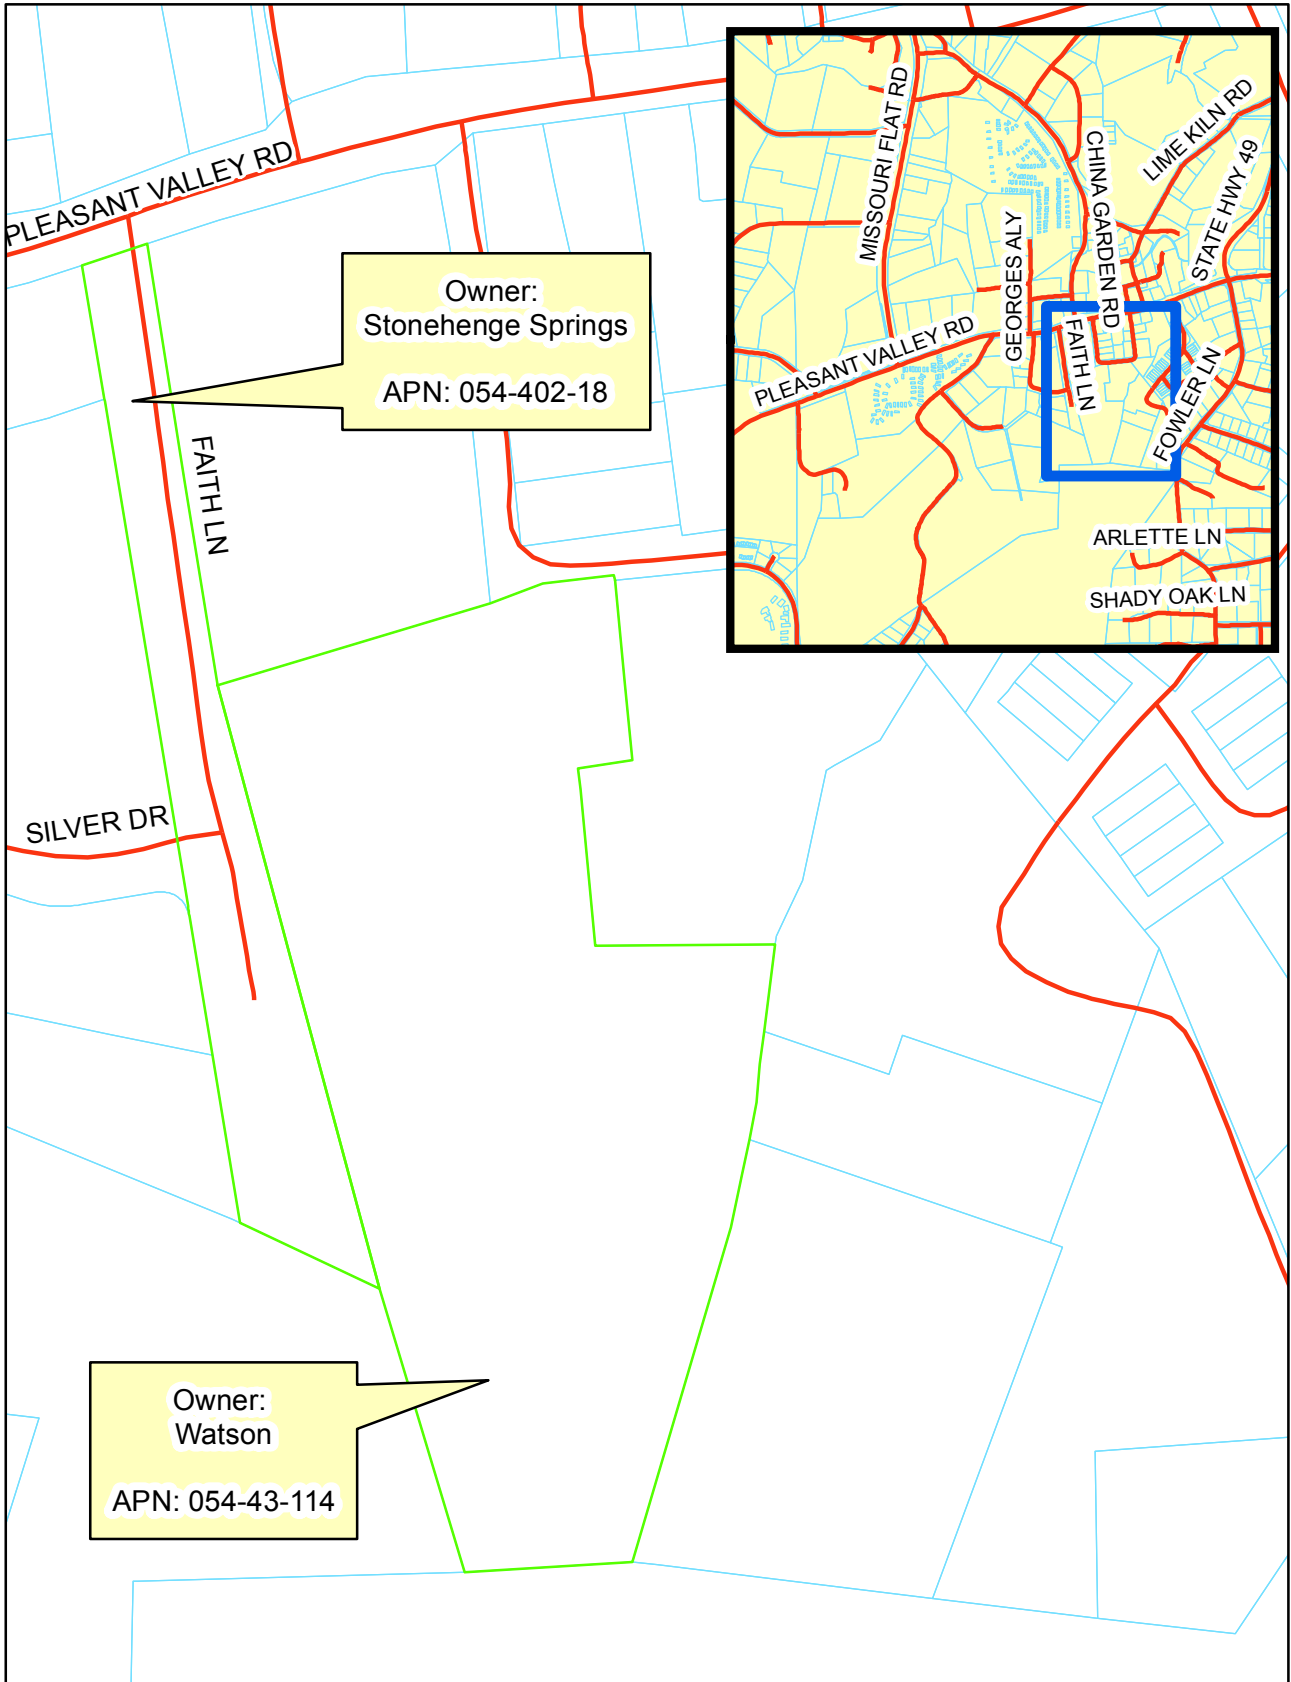 PLEASANT VALLEY RD
Owner:
Stonehenge Springs
APN: 054-402-18
FAITH LN
SILVER DR
Owner:
Watson
APN: 054-43-114
MISSOURI FLAT RD
CHINA GARDEN RD
LIME KILN RD
STATE HWY 49
GEORGES ALY
PLEASANT VALLEY RD
FAITH LN
FOWLER LN
ARLETTE LN
SHADY OAK LN